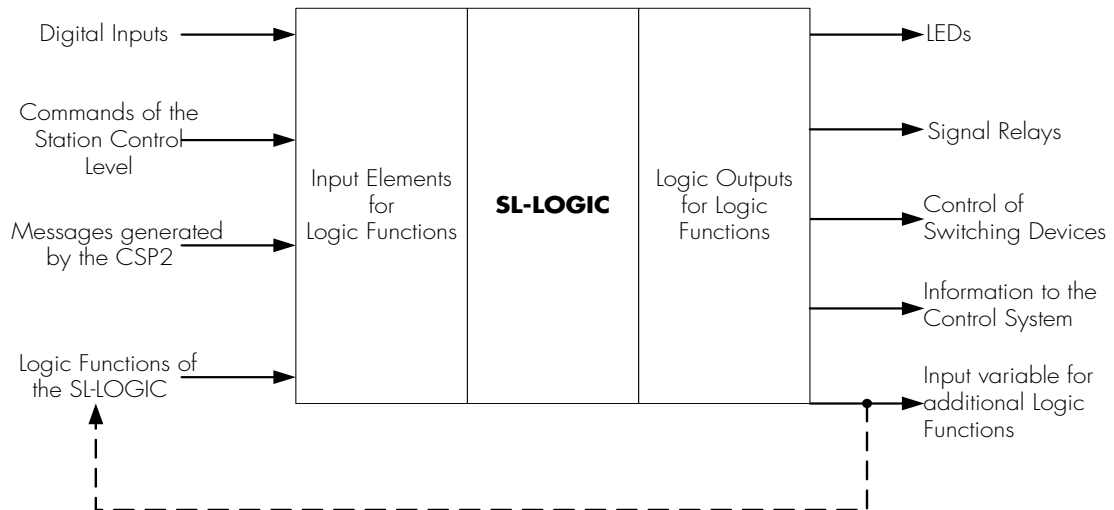 Digital Inputs
Commands of the
Station Control
Level
Messages generated
by the CSP2
Logic Functions of
the SL-LOGIC
Input Elements
for
Logic Functions
SL-LOGIC
Logic Outputs
for Logic
Functions
LEDs
Signal Relays
Control of
Switching Devices
Information to the
Control System
Input variable for
additional Logic
Functions